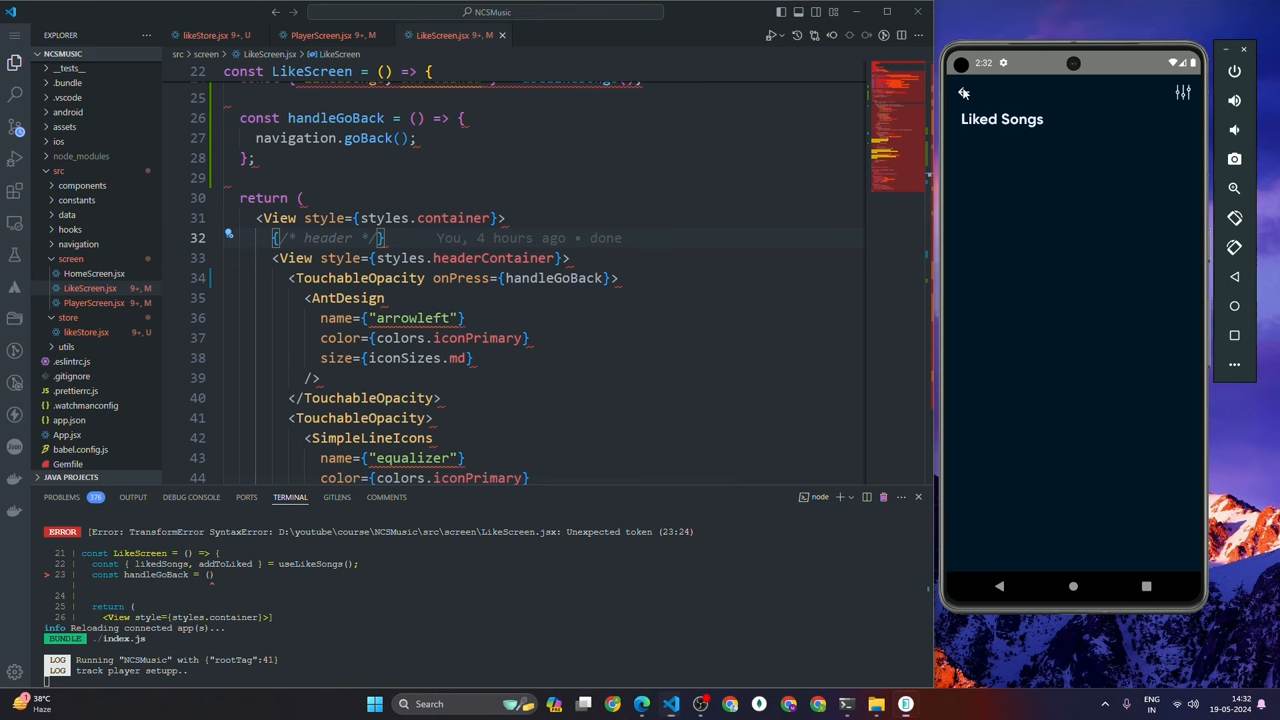 NCSMusic
EXPLORER
likeStore.jsx 9+, U
PlayerScreen.jsx 9+, M
LikeScreen.jsx 9+, M
NCSMUSIC
src > screen > LikeScreen.jsx > LikeScreen
__tests__
.bundle
.vscode
android
assets
ios
node_modules
src
components
constants
data
hooks
navigation
screen
HomeScreen.jsx
LikeScreen.jsx 9+, M
PlayerScreen.jsx 9+, M
store
likeStore.jsx 9+, U
utils
.eslintrc.js
.gitignore
.prettierrc.js
.watchmanconfig
app.json
App.jsx
babel.config.js
Gemfile
JAVA PROJECTS
22 const LikeScreen = () => {
25
26 const handleGoBack = () => {
27 navigation.goBack();
28 };
29
30 return (
31 <View style={styles.container}>
32 {/* header */} You, 4 hours ago • done
33 <View style={styles.headerContainer}>
34 <TouchableOpacity onPress={handleGoBack}>
35 <AntDesign
36 name={"arrowleft"}
37 color={colors.iconPrimary}
38 size={iconSizes.md}
39 />
40 </TouchableOpacity>
41 <TouchableOpacity>
42 <SimpleLineIcons
43 name={"equalizer"}
44 color={colors.iconPrimary}
PROBLEMS 376 OUTPUT DEBUG CONSOLE PORTS TERMINAL GITLENS COMMENTS
node
ERROR [Error: TransformError SyntaxError: D:\youtube\course\NCSMusic\src\screen\LikeScreen.jsx: Unexpected token (23:24)
21 | const LikeScreen = () => {
22 | const { likedSongs, addToLiked } = useLikeSongs();
> 23 | const handleGoBack = ()
| ^
24 |
25 | return (
26 | <View style={styles.container}>]
info Reloading connected app(s)...
BUNDLE ./index.js
LOG Running "NCSMusic" with {"rootTag":41}
LOG track player setupp..
2:32
Liked Songs
38°C
Haze
Search
ENG
IN
14:32
19-05-2024